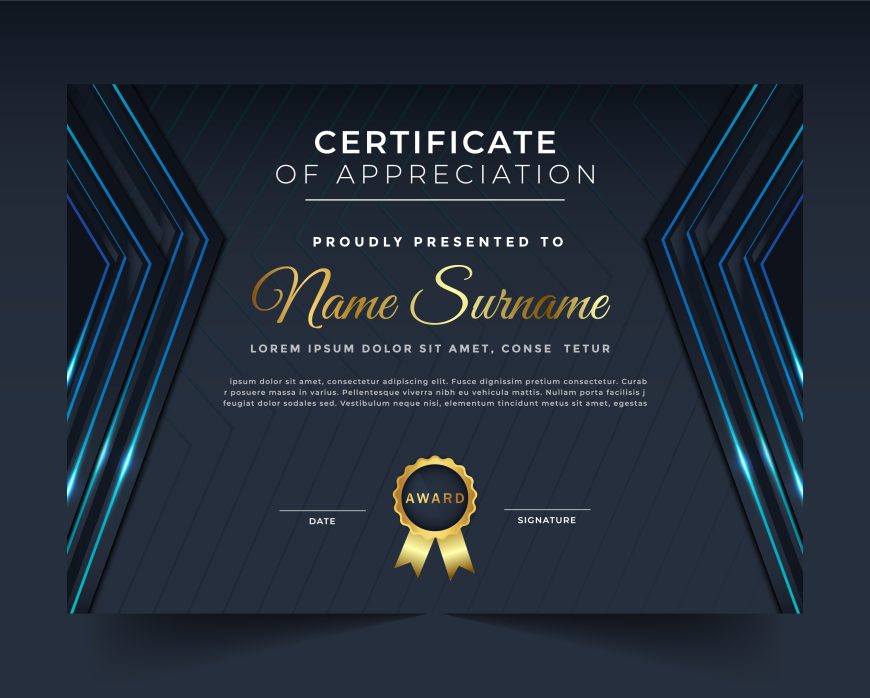 CERTIFICATE
OF APPRECIATION
PROUDLY PRESENTED TO
Name Surname
LOREM IPSUM DOLOR SIT AMET, CONSE TETUR
ipsum dolor sit amet, consectetur adipiscing elit. Fusce dignissim pretium consectetur. Curab
r posuere massa in varius. Pellentesque viverra nibh eu vehicula mattis. Nullam porta facilisis j
feugiat dolor sodales sed. Vestibulum neque nisi, elementum tincidunt metus sit amet, egestas
AWARD
DATE
SIGNATURE